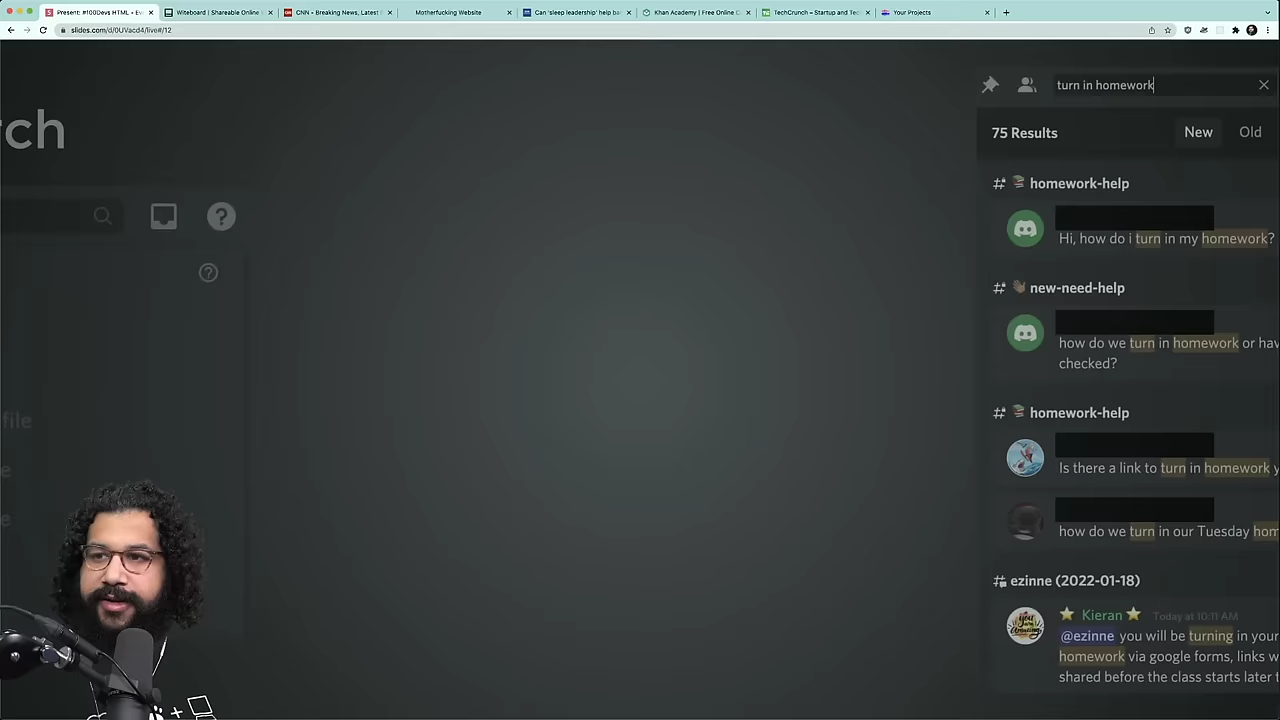 Present: #100Devs HTML • Ev
Witeboard | Shareable Online
CNN - Breaking News, Latest
Motherfucking Website
Can 'sleep leadership' help ba
Khan Academy | Free Online
TechCrunch – Startup and Tec
Your Projects
slides.com/d/0UVacd4/live#/12
turn in homework
rch
75 Results
New
Old
homework-help
Hi, how do i turn in my homework?
new-need-help
how do we turn in homework or hav
checked?
file
homework-help
Is there a link to turn in homework y
how do we turn in our Tuesday hom
ezinne (2022-01-18)
Kieran Today at 10:11 AM
@ezinne you will be turning in your
homework via google forms, links w
shared before the class starts later t